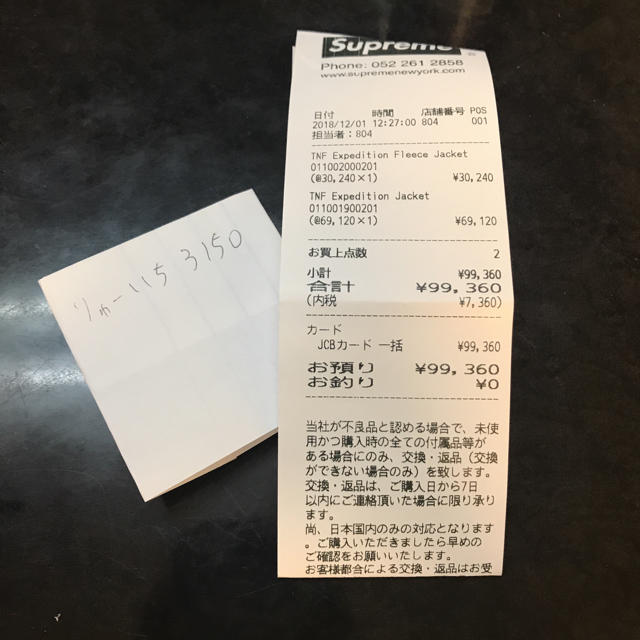 Supreme
Phone: 052 261 2858
www.supremenewyork.com
日付 時間 店舗番号 POS
2018/12/01 12:27:00 804 001
担当者：804
TNF Expedition Fleece Jacket
011002000201
(@30,240×1) ¥30,240
TNF Expedition Jacket
011001900201
(@69,120×1) ¥69,120
お買上点数 2
小計 ¥99,360
合計 ¥99,360
(内税 ¥7,360)
カード
JCBカード 一括 ¥99,360
お預り ¥99,360
お釣り ¥0
当社が不良品と認める場合で、未使
用かつ購入時の全ての付属品等が
ある場合にのみ、交換・返品（交換
ができない場合のみ）を致します。
交換・返品は、ご購入日から7日
以内にご連絡頂いた場合に限り承り
ます。
尚、日本国内のみの対応となります
。ご購入いただきましたら早めの
ご確認をお願いいたします。
お客様都合による交換・返品はお受
りゅーいち 3150